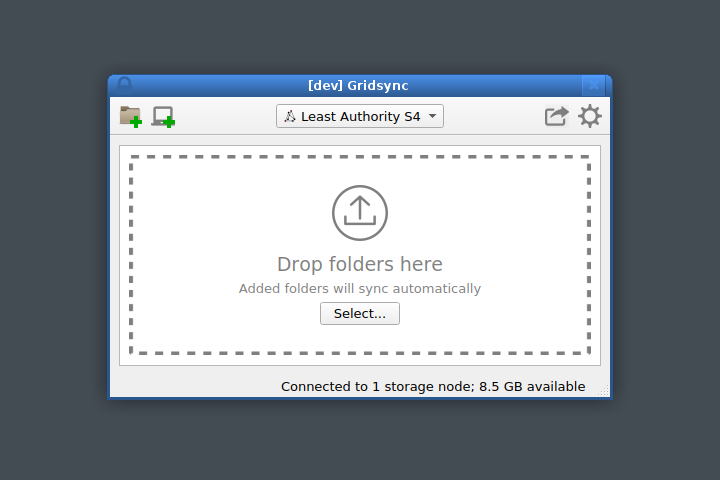 [dev] Gridsync
Least Authority S4
Drop folders here
Added folders will sync automatically
Select...
Connected to 1 storage node; 8.5 GB available